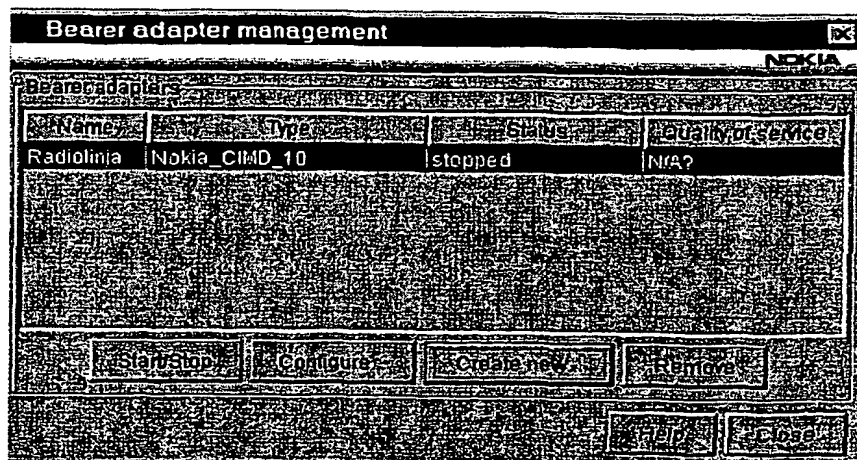 Bearer adapter management
NOKIA
Bearer adapters
Name Type Status Quality of service
Radiolinja Nokia_CIMD_10 stopped N/A?
Start/Stop Configure... Create new... Remove
Help Close